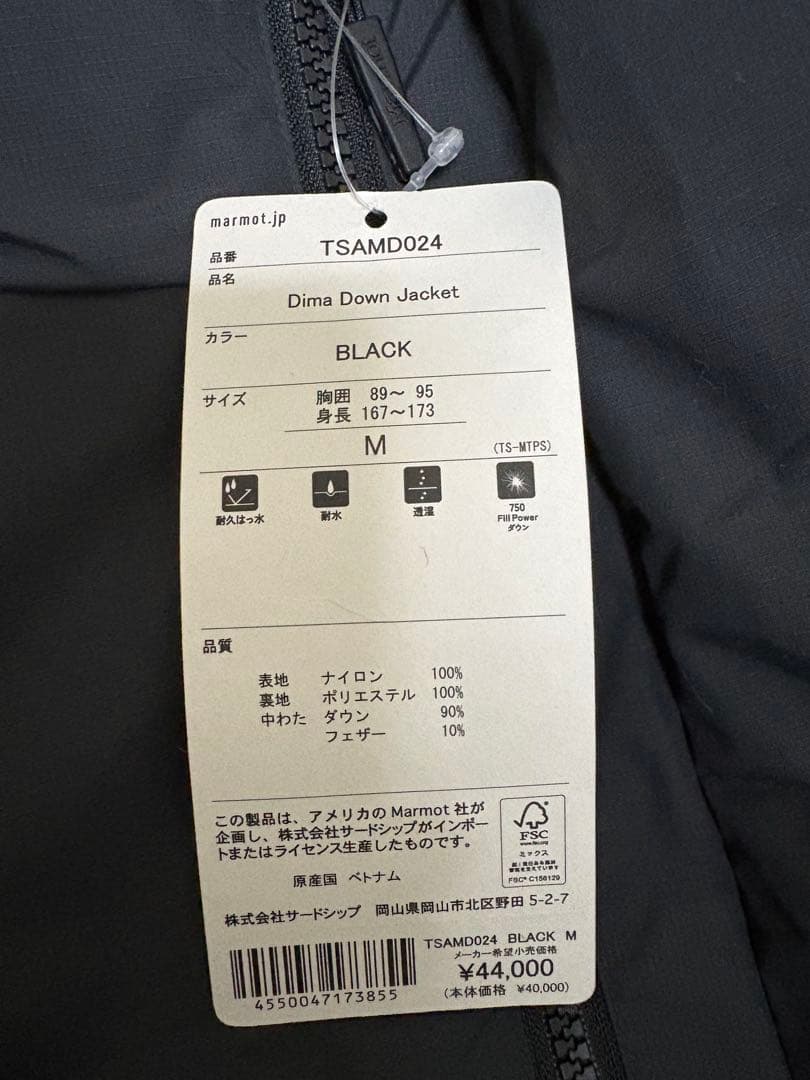 marmot.jp
品番 TSAMD024
品名
Dima Down Jacket
カラー
BLACK
サイズ 胸囲 89～ 95
身長 167～173
M (TS-MTPS)
耐久はっ水 耐水 透湿 750
Fill Power
ダウン
品質
表地 ナイロン 100%
裏地 ポリエステル 100%
中わた ダウン 90%
フェザー 10%
この製品は、アメリカのMarmot社が
企画し、株式会社サードシップがインポー
トまたはライセンス生産したものです。
FSC
www.fsc.org
ミックス
FSC® C156129
原産国 ベトナム
株式会社サードシップ 岡山県岡山市北区野田 5-2-7
TSAMD024 BLACK M
メーカー希望小売価格
¥44,000
(本体価格 ¥40,000)
4550047173855